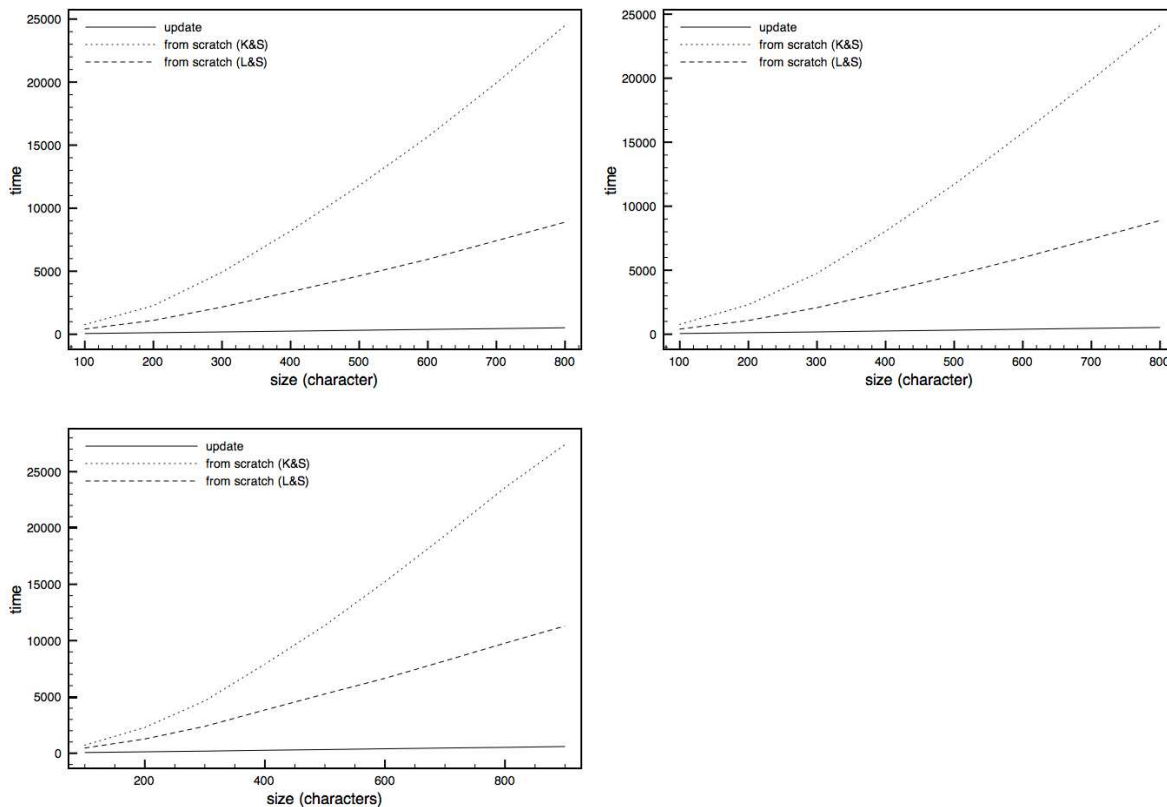 25000
20000
15000
10000
5000
0
time
update
from scratch (K&S)
from scratch (L&S)
100 200 300 400 500 600 700 800
size (character)
25000
20000
15000
10000
5000
0
time
update
from scratch (K&S)
from scratch (L&S)
100 200 300 400 500 600 700 800
size (character)
25000
20000
15000
10000
5000
0
time
update
from scratch (K&S)
from scratch (L&S)
200 400 600 800
size (characters)